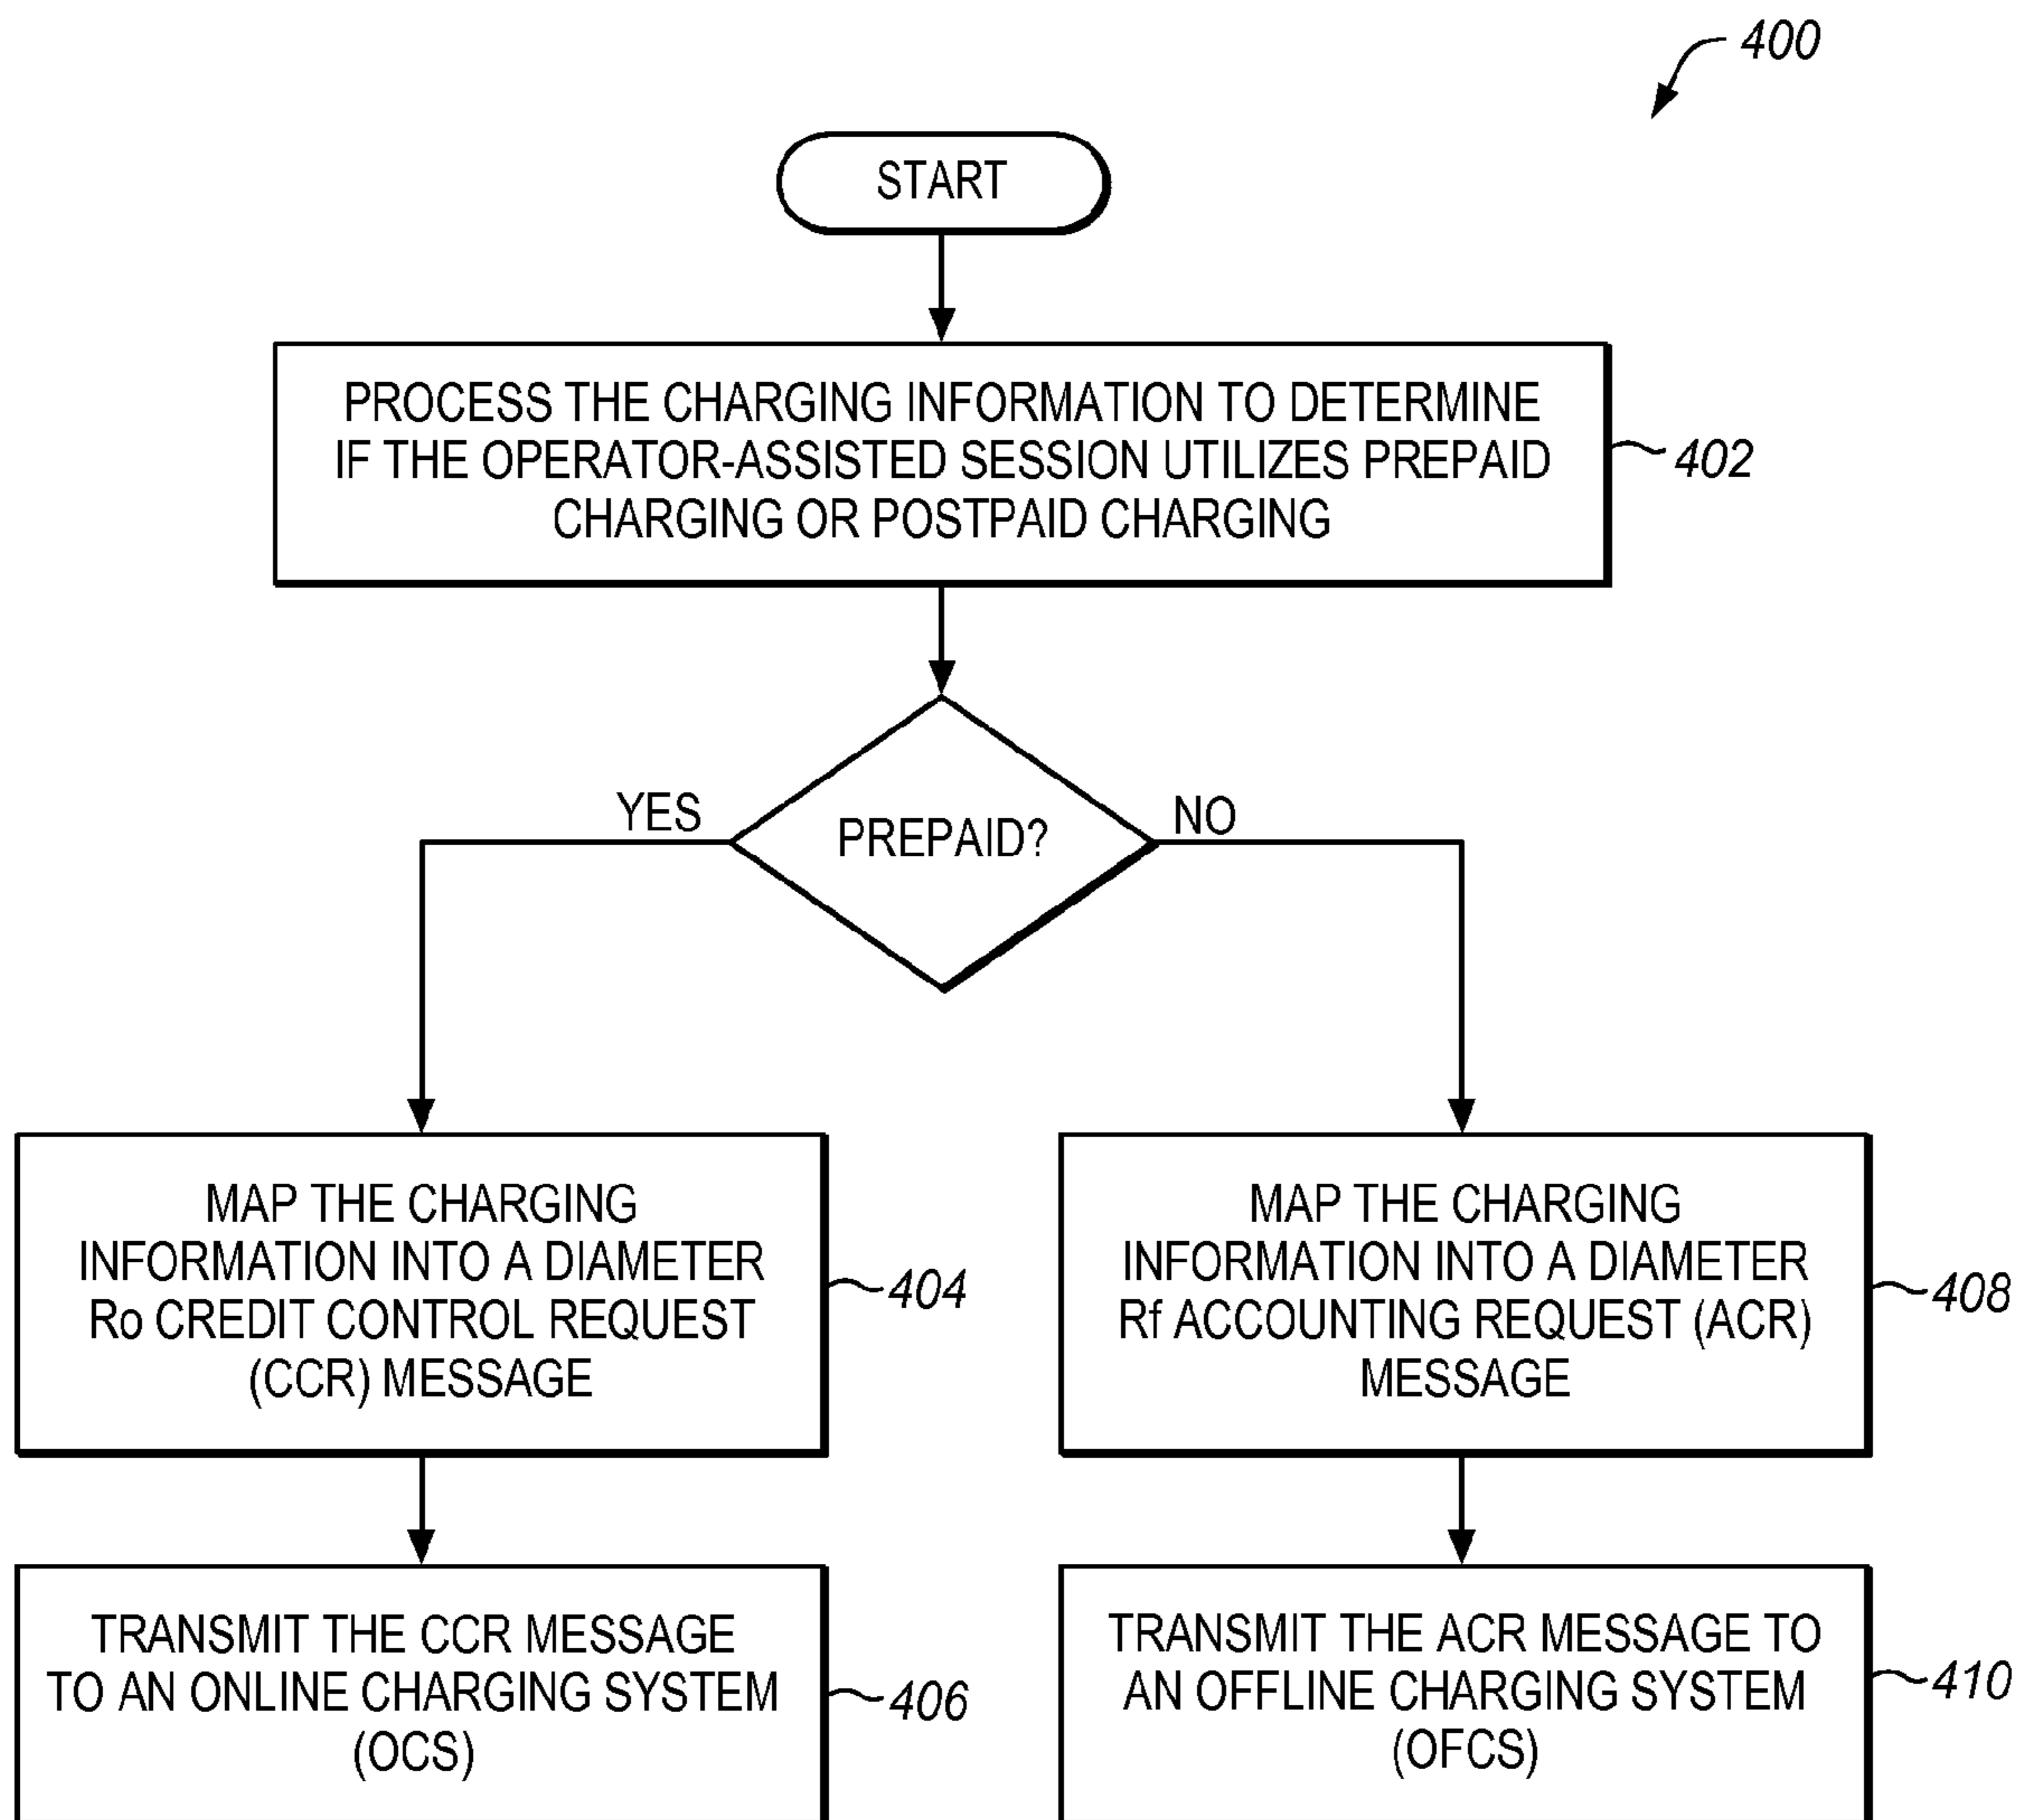 400
START
PROCESS THE CHARGING INFORMATION TO DETERMINE
IF THE OPERATOR-ASSISTED SESSION UTILIZES PREPAID
CHARGING OR POSTPAID CHARGING
402
PREPAID?
YES
NO
MAP THE CHARGING
INFORMATION INTO A DIAMETER
Ro CREDIT CONTROL REQUEST
(CCR) MESSAGE
404
MAP THE CHARGING
INFORMATION INTO A DIAMETER
Rf ACCOUNTING REQUEST (ACR)
MESSAGE
408
TRANSMIT THE CCR MESSAGE
TO AN ONLINE CHARGING SYSTEM
(OCS)
406
TRANSMIT THE ACR MESSAGE TO
AN OFFLINE CHARGING SYSTEM
(OFCS)
410